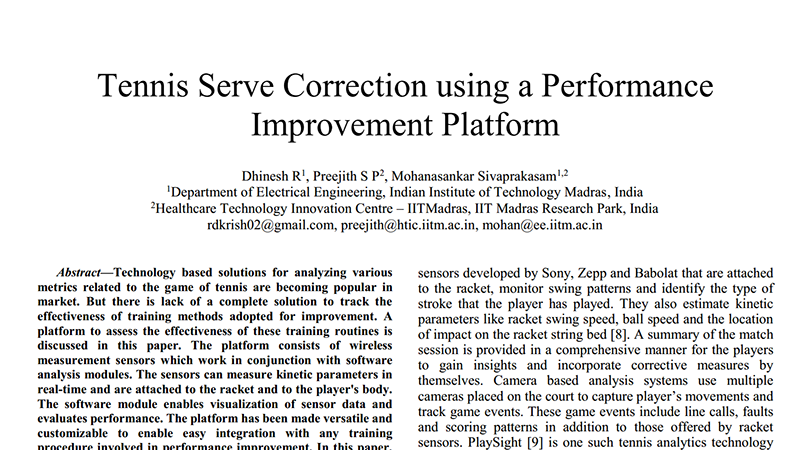 Tennis Serve Correction using a Performance
Improvement Platform
Dhinesh R1, Preejith S P2, Mohanasankar Sivaprakasam1,2
1Department of Electrical Engineering, Indian Institute of Technology Madras, India
2Healthcare Technology Innovation Centre – IITMadras, IIT Madras Research Park, India
rdkrish02@gmail.com, preejith@htic.iitm.ac.in, mohan@ee.iitm.ac.in
Abstract—Technology based solutions for analyzing various
metrics related to the game of tennis are becoming popular in
market. But there is lack of a complete solution to track the
effectiveness of training methods adopted for improvement. A
platform to assess the effectiveness of these training routines is
discussed in this paper. The platform consists of wireless
measurement sensors which work in conjunction with software
analysis modules. The sensors can measure kinetic parameters in
real-time and are attached to the racket and to the player's body.
The software module enables visualization of sensor data and
evaluates performance. The platform has been made versatile and
customizable to enable easy integration with any training
procedure involved in performance improvement. In this paper,
sensors developed by Sony, Zepp and Babolat that are attached
to the racket, monitor swing patterns and identify the type of
stroke that the player has played. They also estimate kinetic
parameters like racket swing speed, ball speed and the location
of impact on the racket string bed [8]. A summary of the match
session is provided in a comprehensive manner for the players
to gain insights and incorporate corrective measures by
themselves. Camera based analysis systems use multiple
cameras placed on the court to capture player's movements and
track game events. These game events include line calls, faults
and scoring patterns in addition to those offered by racket
sensors. PlaySight [9] is one such tennis analytics technology